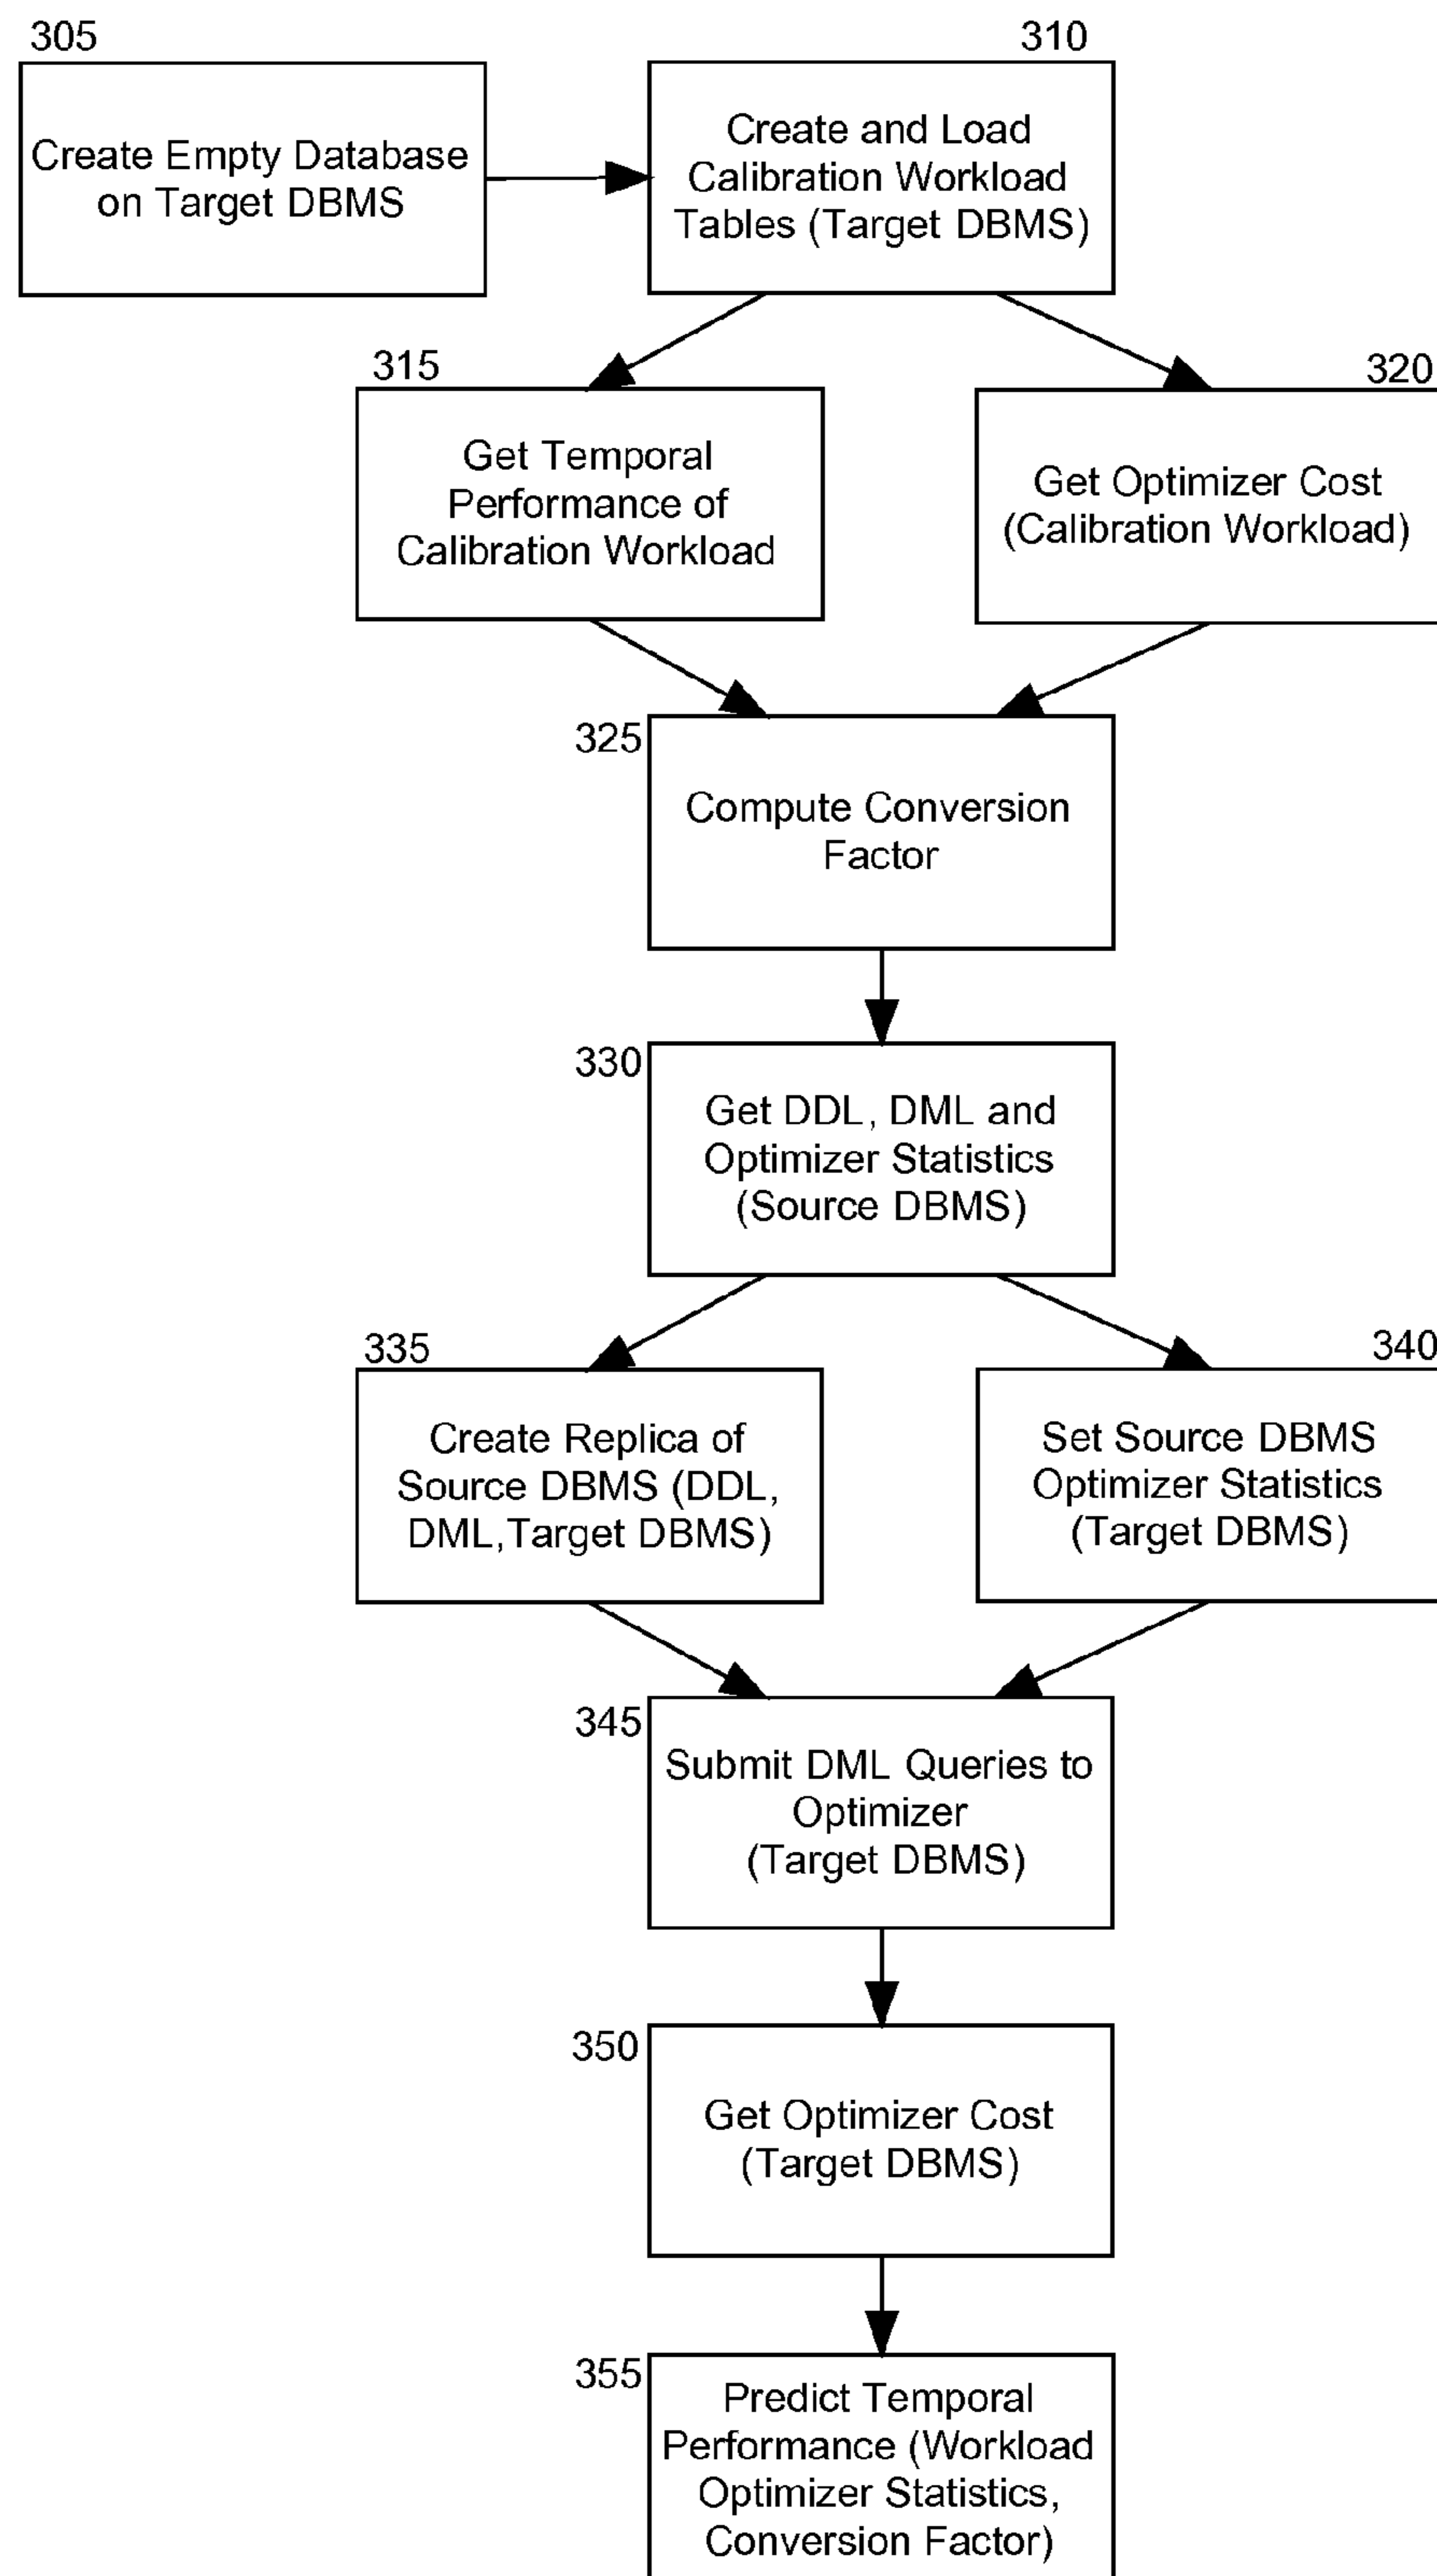 305
Create Empty Database
on Target DBMS
310
Create and Load
Calibration Workload
Tables (Target DBMS)
315
Get Temporal
Performance of
Calibration Workload
320
Get Optimizer Cost
(Calibration Workload)
325
Compute Conversion
Factor
330
Get DDL, DML and
Optimizer Statistics
(Source DBMS)
335
Create Replica of
Source DBMS (DDL,
DML,Target DBMS)
340
Set Source DBMS
Optimizer Statistics
(Target DBMS)
345
Submit DML Queries to
Optimizer
(Target DBMS)
350
Get Optimizer Cost
(Target DBMS)
355
Predict Temporal
Performance (Workload
Optimizer Statistics,
Conversion Factor)